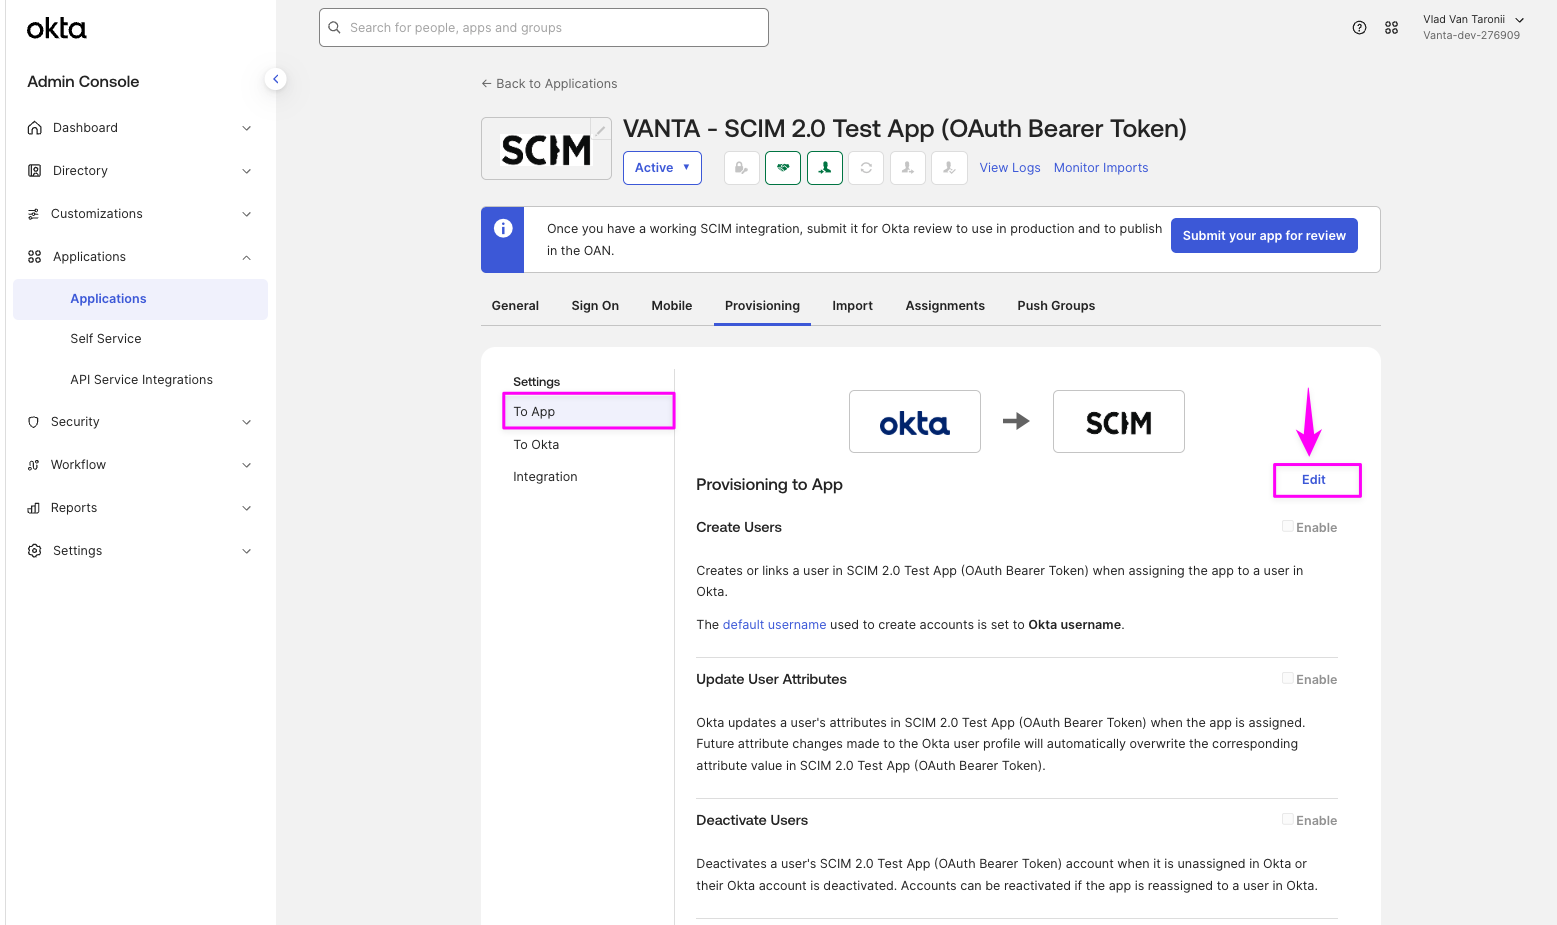 okta
Search for people, apps and groups
Vlad Van Taronii
Vanta-dev-276909
Admin Console
Dashboard
Directory
Customizations
Applications
Applications
Self Service
API Service Integrations
Security
Workflow
Reports
Settings
← Back to Applications
SCIM
VANTA - SCIM 2.0 Test App (OAuth Bearer Token)
Active
View Logs
Monitor Imports
Once you have a working SCIM integration, submit it for Okta review to use in production and to publish
in the OAN.
Submit your app for review
General
Sign On
Mobile
Provisioning
Import
Assignments
Push Groups
Settings
To App
To Okta
Integration
okta
SCIM
Provisioning to App
Edit
Create Users
Enable
Creates or links a user in SCIM 2.0 Test App (OAuth Bearer Token) when assigning the app to a user in
Okta.
The default username used to create accounts is set to Okta username.
Update User Attributes
Enable
Okta updates a user's attributes in SCIM 2.0 Test App (OAuth Bearer Token) when the app is assigned.
Future attribute changes made to the Okta user profile will automatically overwrite the corresponding
attribute value in SCIM 2.0 Test App (OAuth Bearer Token).
Deactivate Users
Enable
Deactivates a user's SCIM 2.0 Test App (OAuth Bearer Token) account when it is unassigned in Okta or
their Okta account is deactivated. Accounts can be reactivated if the app is reassigned to a user in Okta.